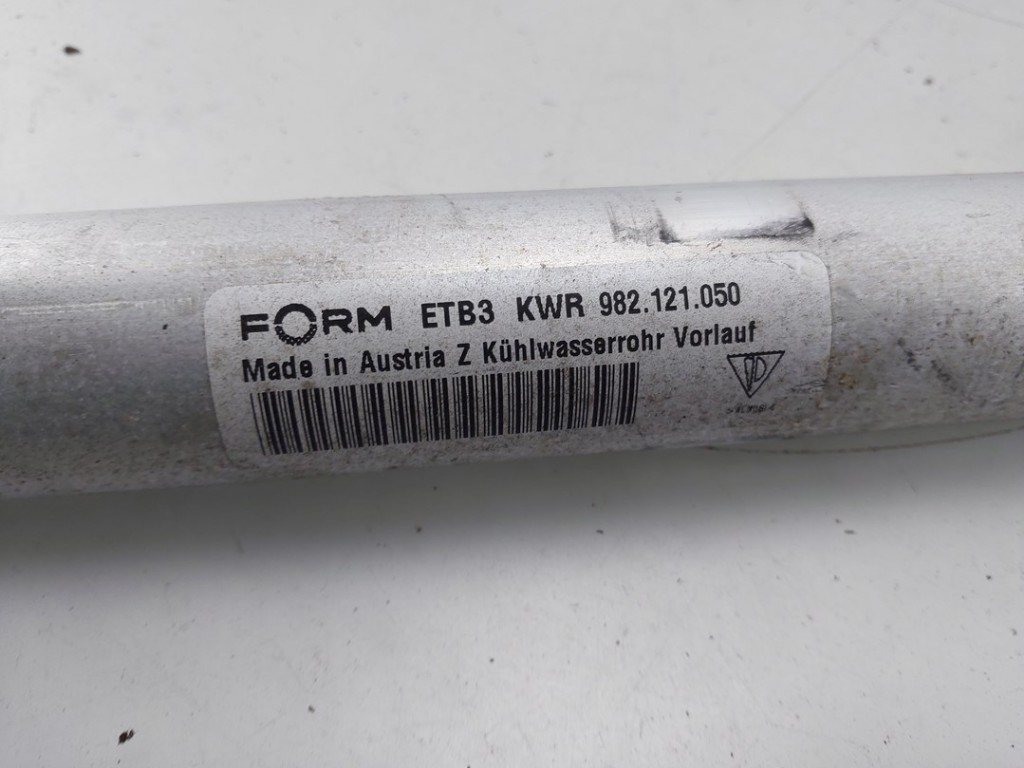 FORM ETB3 KWR 982.121.050
Made in Austria Z Kühlwasserrohr Vorlauf